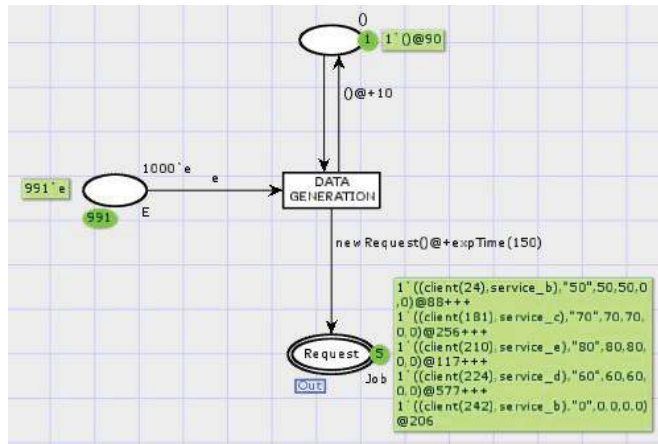 ()
1 1`()@90
()@+10
1000`e
e
991`e
DATA
GENERATION
991
E
new Request()@+expTime(150)
1`((client(24),service_b),"50",50,50,0
,0)@88+++
1`((client(181),service_c),"70",70,70,
0,0)@256+++
1`((client(210),service_e),"80",80,80,
0,0)@117+++
1`((client(224),service_d),"60",60,60,
0,0)@577+++
1`((client(242),service_b),"0",0,0,0,0)
@206
Request 5
Out
Job